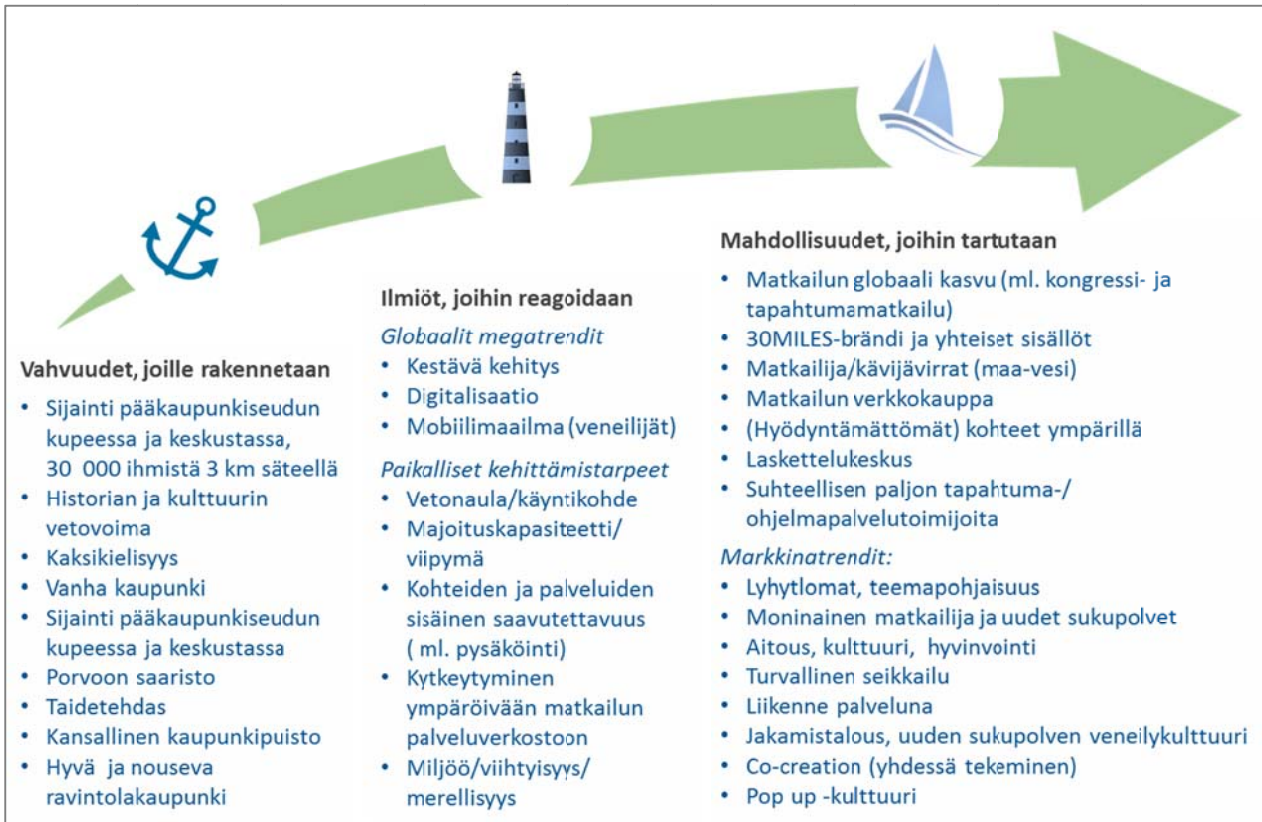 Vahvuudet, joille rakennetaan
• Sijainti pääkaupunkiseudun
kupeessa ja keskustassa,
30 000 ihmistä 3 km säteellä
• Historian ja kulttuurin
vetovoima
• Kaksikielisyys
• Vanha kaupunki
• Sijainti pääkaupunkiseudun
kupeessa ja keskustassa
• Porvoon saaristo
• Taidetehdas
• Kansallinen kaupunkipuisto
• Hyvä ja nouseva
ravintolakaupunki
Ilmiöt, joihin reagoidaan
Globaalit megatrendit
• Kestävä kehitys
• Digitalisaatio
• Mobiilimaailma (veneilijät)
Paikalliset kehittämistarpeet
• Vetonaula/käyntikohde
• Majoituskapasiteetti/
viipymä
• Kohteiden ja palveluiden
sisäinen saavutettavuus
( ml. pysäköinti)
• Kytkeytyminen
ympäröivään matkailun
palveluverkostoon
• Miljöö/viihtyisyys/
merellisyys
Mahdollisuudet, joihin tartutaan
• Matkailun globaali kasvu (ml. kongressi- ja
tapahtumamatkailu)
• 30MILES-brändi ja yhteiset sisällöt
• Matkailija/kävijävirrat (maa-vesi)
• Matkailun verkkokauppa
• (Hyödyntämättömät) kohteet ympärillä
• Laskettelukeskus
• Suhteellisen paljon tapahtuma-/
ohjelmapalvelutoimijoita
Markkinatrendit:
• Lyhytlomat, teemapohjaisuus
• Moninainen matkailija ja uudet sukupolvet
• Aitous, kulttuuri, hyvinvointi
• Turvallinen seikkailu
• Liikenne palveluna
• Jakamistalous, uuden sukupolven veneilykulttuuri
• Co-creation (yhdessä tekeminen)
• Pop up -kulttuuri